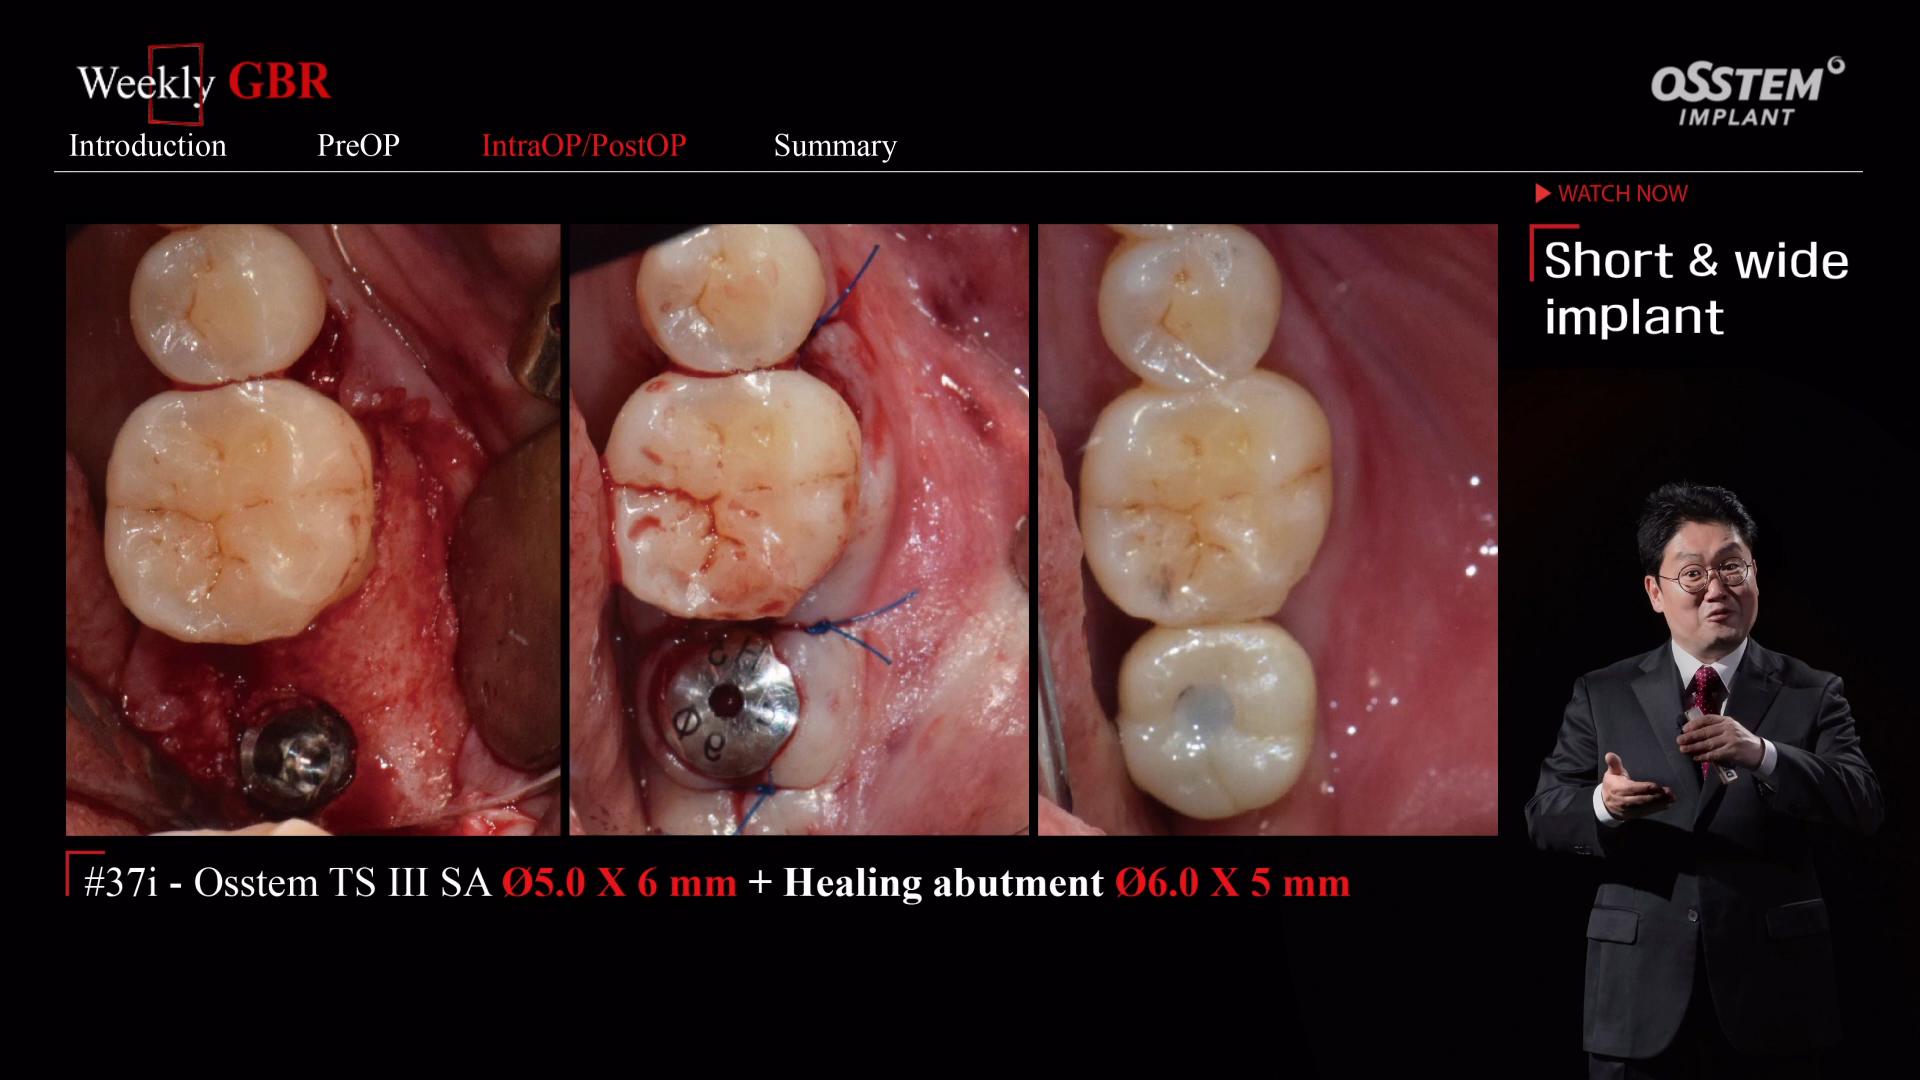 Weekly GBR
OSSTEM
IMPLANT
Introduction PreOP IntraOP/PostOP Summary
WATCH NOW
Short & wide
implant
#37i - Osstem TS III SA Ø5.0 X 6 mm + Healing abutment Ø6.0 X 5 mm